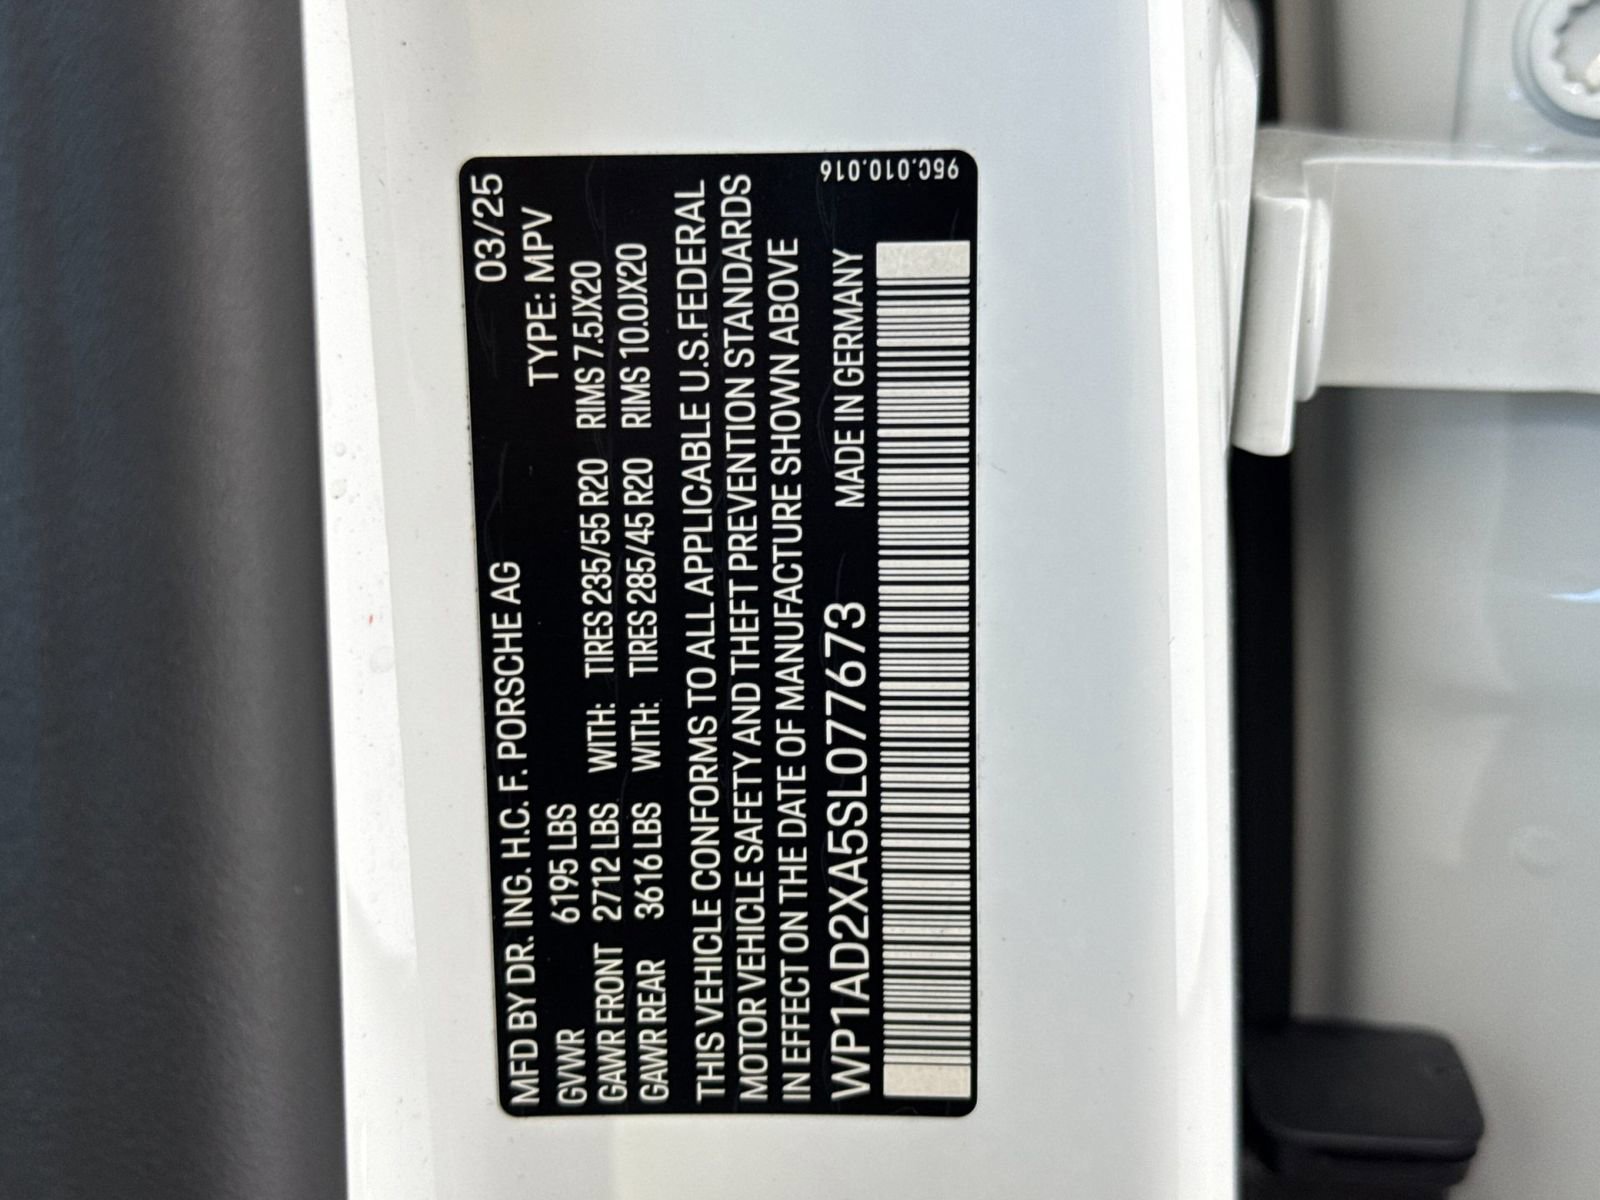 MFD BY DR. ING. H.C. F. PORSCHE AG 03/25
GVWR 6195 LBS TYPE: MPV
GAWR FRONT 2712 LBS WITH: TIRES 235/55 R20 RIMS 7.5JX20
GAWR REAR 3616 LBS WITH: TIRES 285/45 R20 RIMS 10.0JX20
THIS VEHICLE CONFORMS TO ALL APPLICABLE U.S.FEDERAL
MOTOR VEHICLE SAFETY AND THEFT PREVENTION STANDARDS
IN EFFECT ON THE DATE OF MANUFACTURE SHOWN ABOVE
WP1AD2XA5SL077673 MADE IN GERMANY
95C.010.016